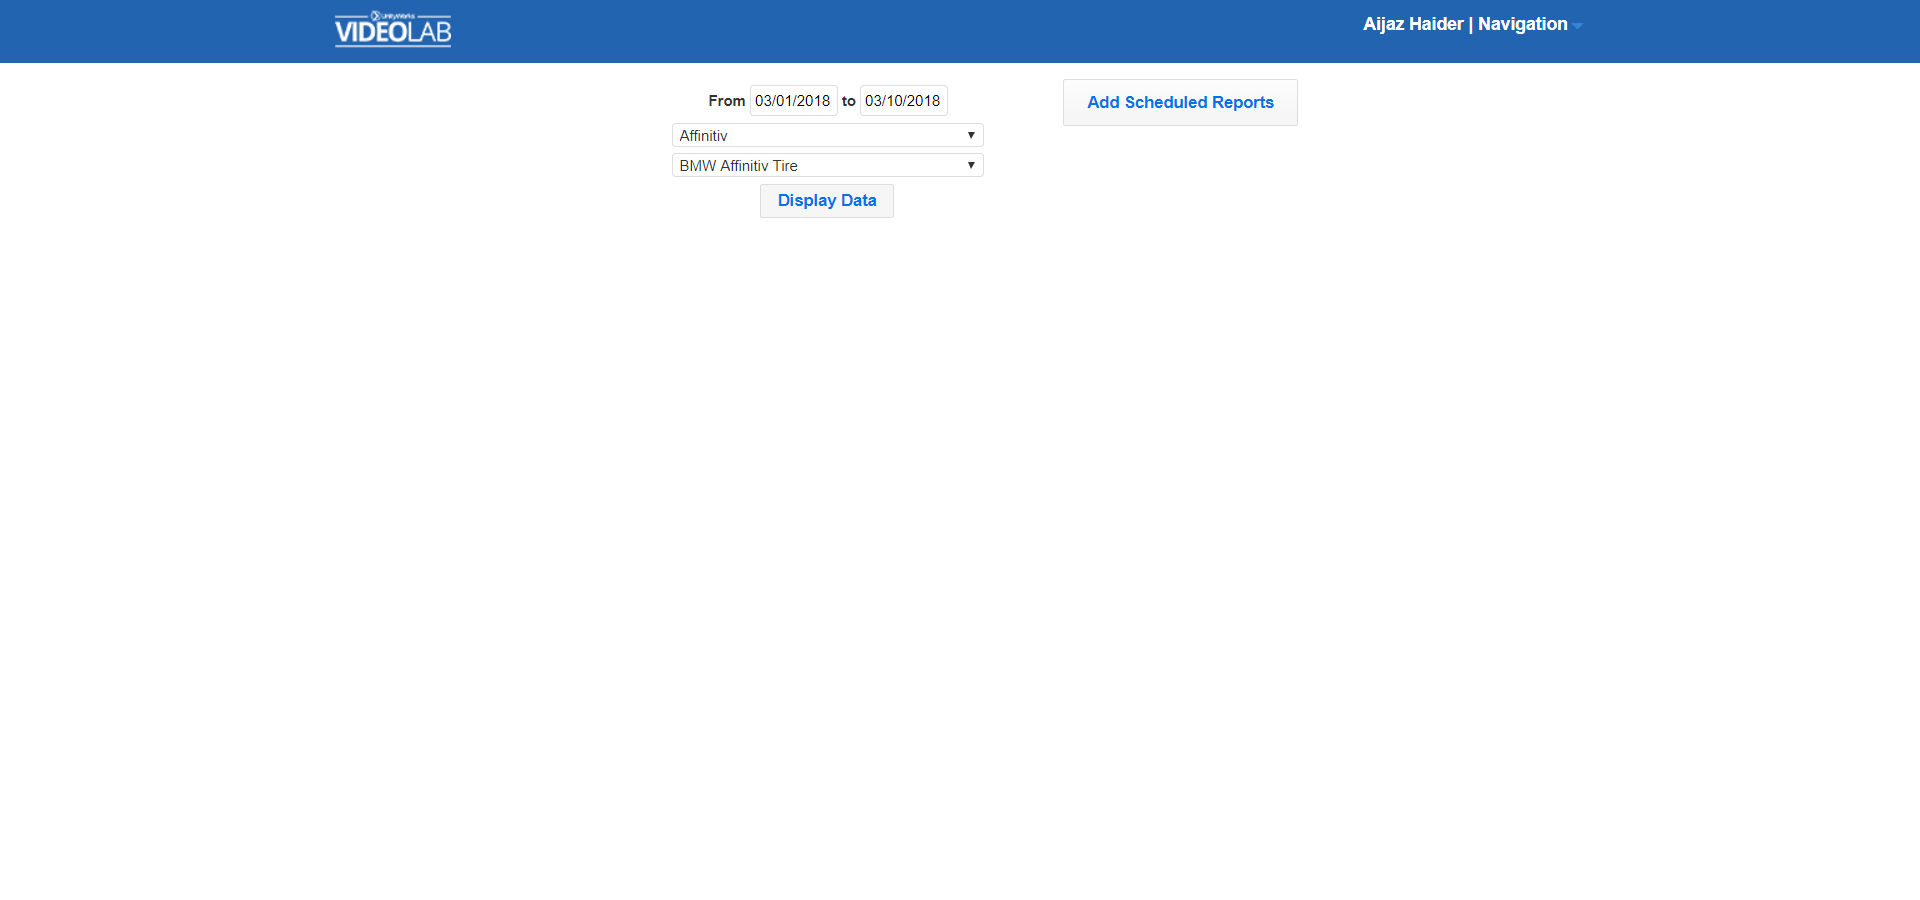 UnityWorks
VIDEOLAB
Aijaz Haider | Navigation
From 03/01/2018 to 03/10/2018
Add Scheduled Reports
Affinitiv
BMW Affinitiv Tire
Display Data